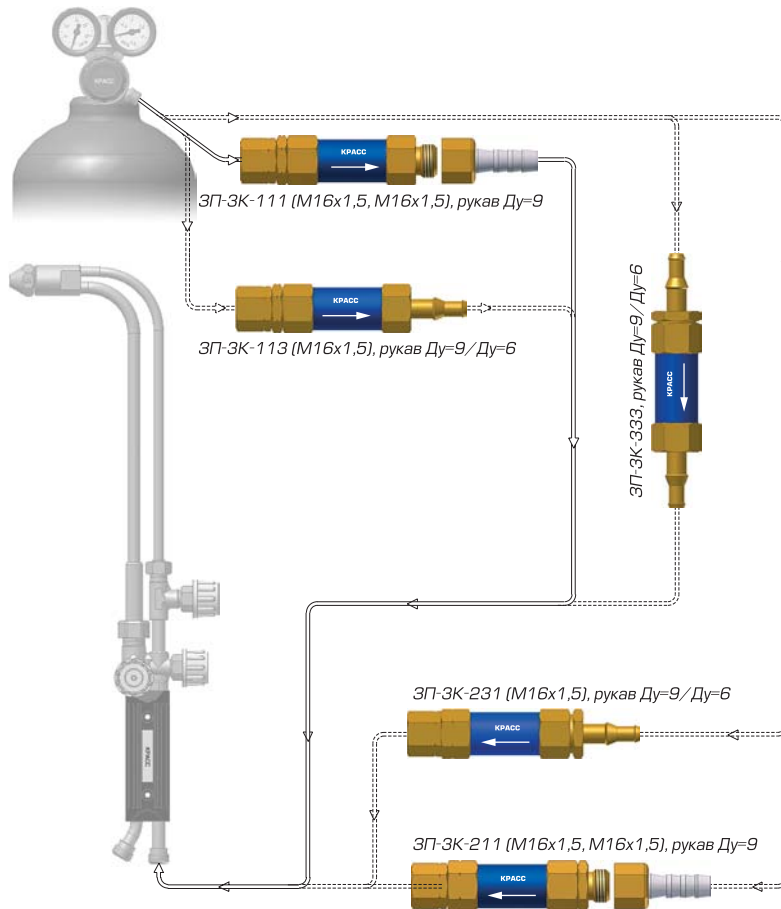 КРАСС
КРАСС
ЗП-ЗК-111 (М16х1,5, М16х1,5), рукав Ду=9
КРАСС
ЗП-ЗК-113 (М16х1,5), рукав Ду=9/Ду=6
КРАСС
ЗП-ЗК-333, рукав Ду=9/Ду=6
КРАСС
ЗП-ЗК-231 (М16х1,5), рукав Ду=9/Ду=6
КРАСС
ЗП-ЗК-211 (М16х1,5, М16х1,5), рукав Ду=9
КРАСС